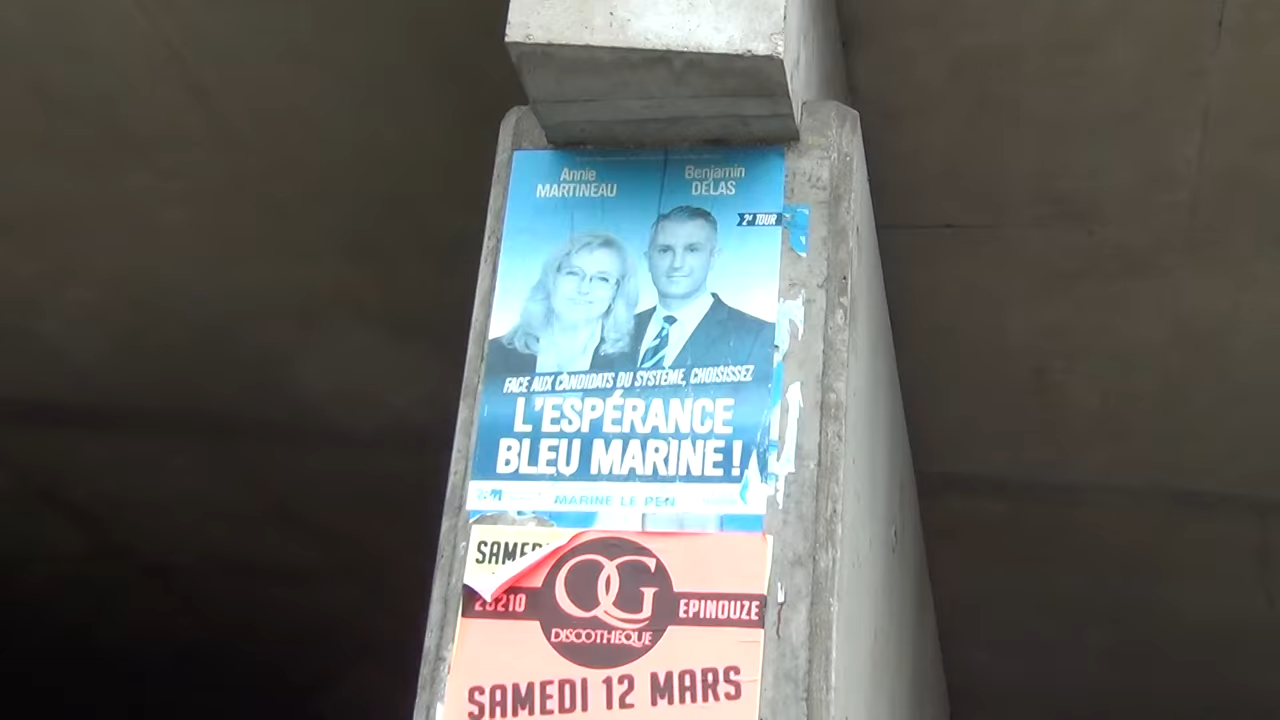 Annie
MARTINEAU
Benjamin
DELAS
2e TOUR
FACE AUX CANDIDATS DU SYSTÈME, CHOISISSEZ
L'ESPÉRANCE
BLEU MARINE !
MARINE LE PEN
SAMEDI
26210
QG
DISCOTHEQUE
EPINOUZE
SAMEDI 12 MARS